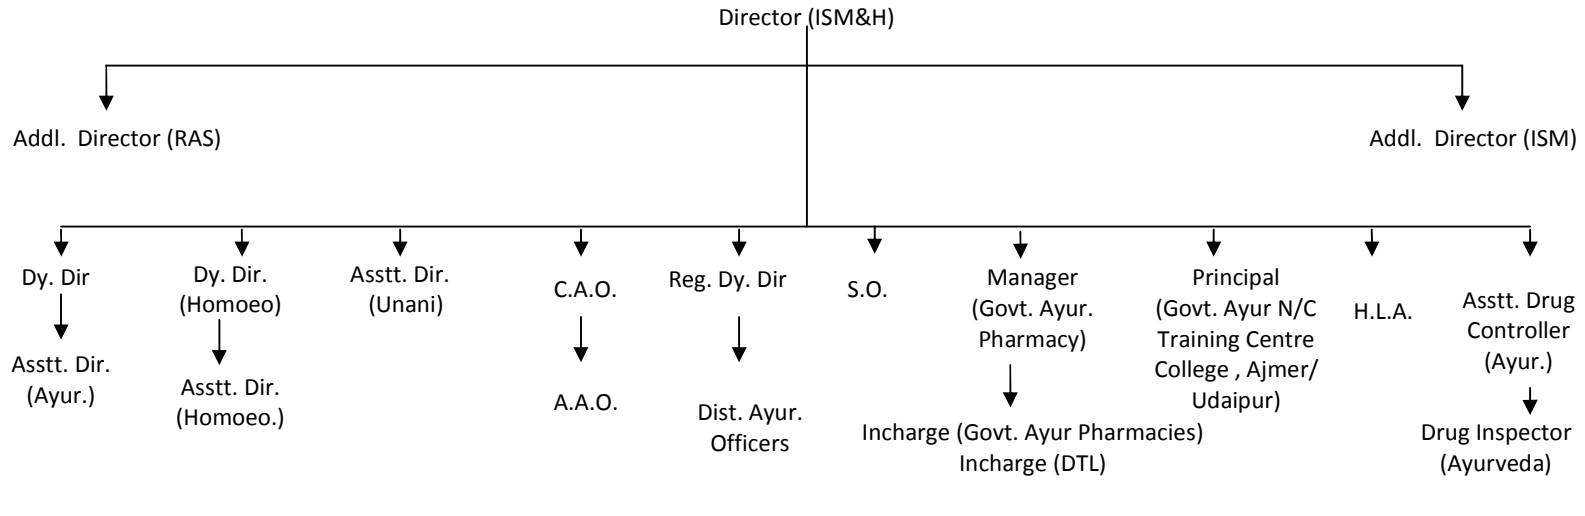 Director (ISM&H)
Addl. Director (RAS)
Addl. Director (ISM)
Dy. Dir
Asstt. Dir.
(Ayur.)
Dy. Dir.
(Homoeo)
Asstt. Dir.
(Homoeo.)
Asstt. Dir.
(Unani)
C.A.O.
A.A.O.
Reg. Dy. Dir
Dist. Ayur.
Officers
S.O.
Manager
(Govt. Ayur.
Pharmacy)
Incharge (Govt. Ayur Pharmacies)
Incharge (DTL)
Principal
(Govt. Ayur N/C
Training Centre
College , Ajmer/
Udaipur)
H.L.A.
Asstt. Drug
Controller
(Ayur.)
Drug Inspector
(Ayurveda)